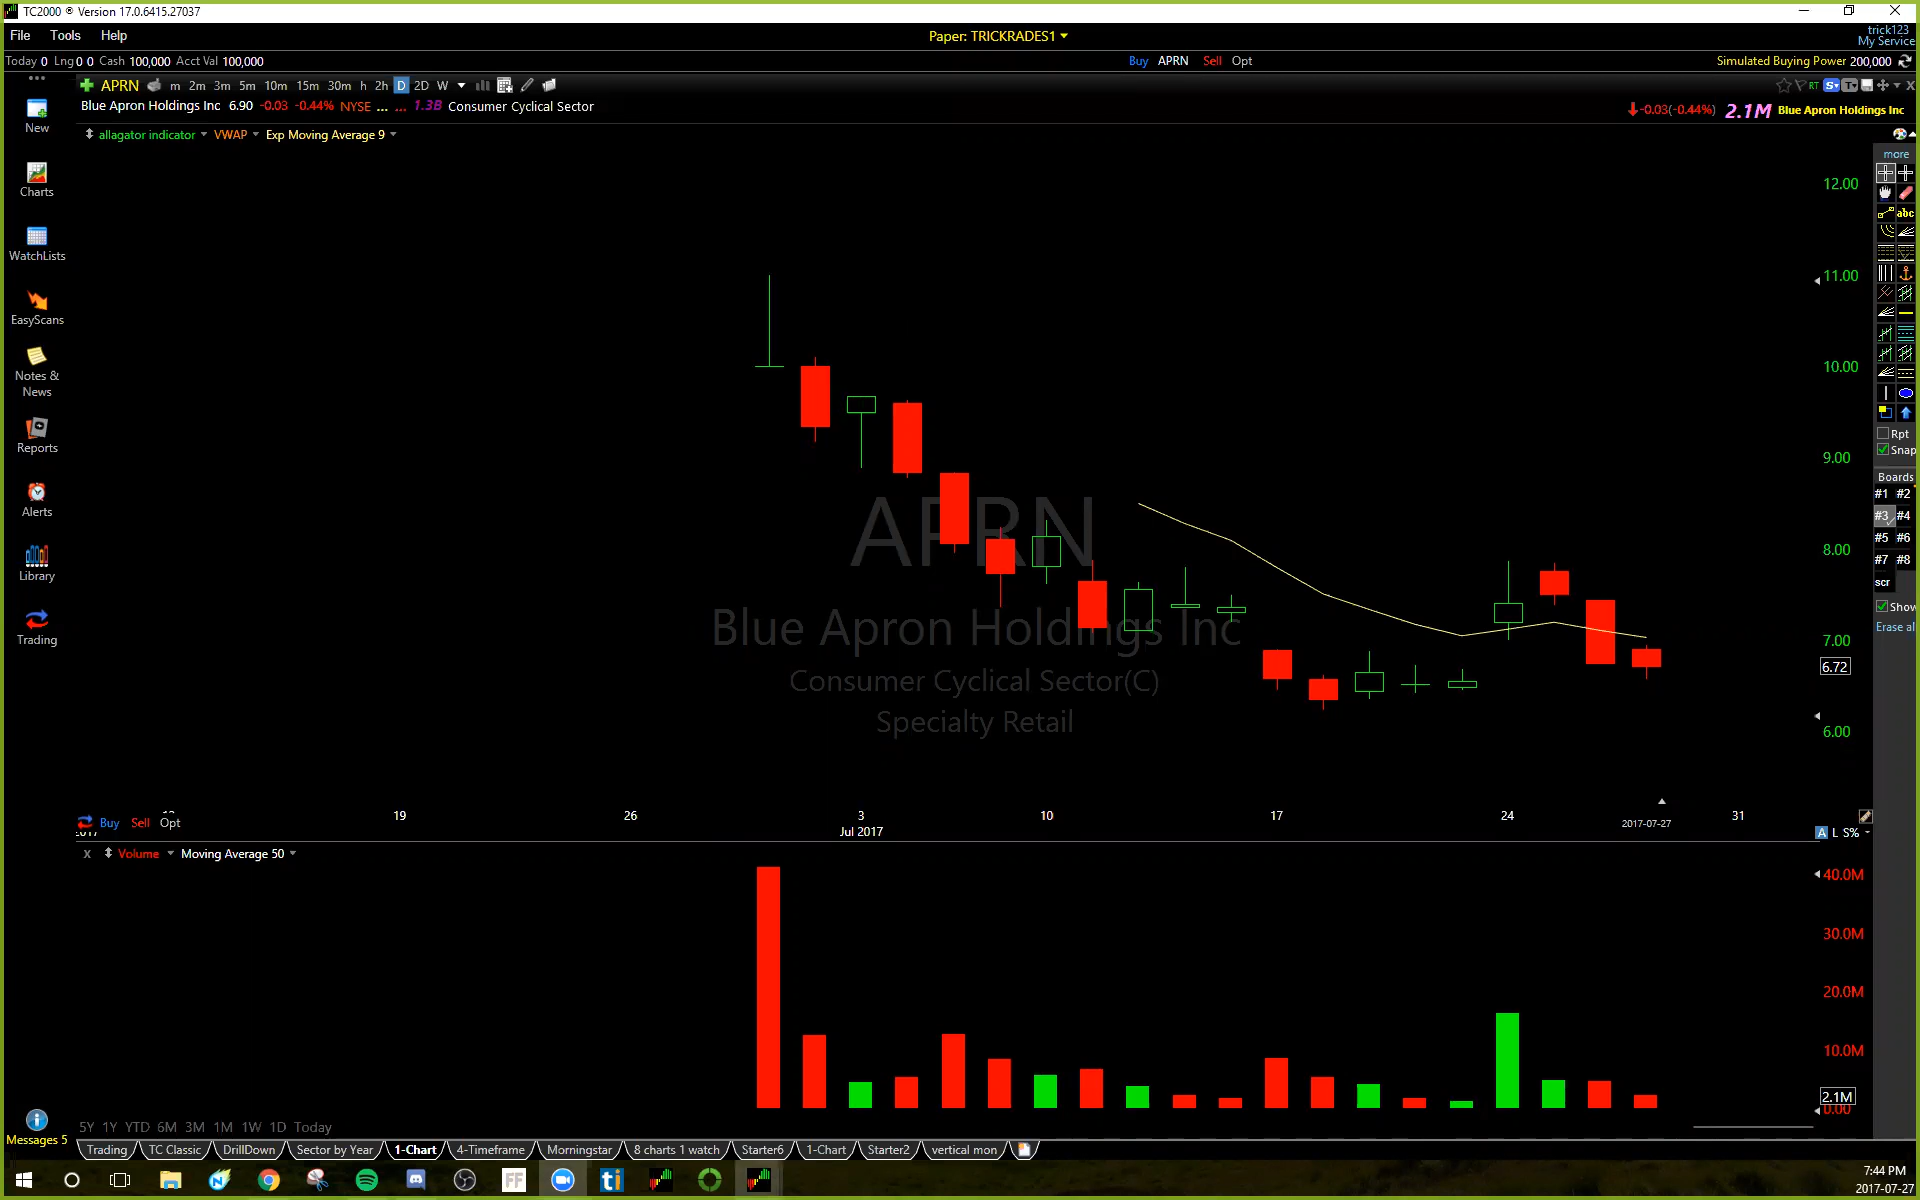 TC2000 ® Version 17.0.6415.27037
File Tools Help
Paper: TRICKRADES1
trick123
My Service
Today 0 Lng 0 0 Cash 100,000 Acct Val 100,000
Buy APRN Sell Opt
Simulated Buying Power 200,000
APRN m 2m 3m 5m 10m 15m 30m h 2h D 2D W
RT
Blue Apron Holdings Inc 6.90 -0.03 -0.44% NYSE ... ... 1.3B Consumer Cyclical Sector
-0.03(-0.44%) 2.1M Blue Apron Holdings Inc
allagator indicator VWAP Exp Moving Average 9
New
Charts
WatchLists
EasyScans
Notes &
News
Reports
Alerts
Library
Trading
more
abc
Rpt
Snap
Boards
#1 #2
#3 #4
#5 #6
#7 #8
scr
Show
Erase al
12.00
11.00
10.00
9.00
8.00
7.00
6.72
6.00
APRN
Blue Apron Holdings Inc
Consumer Cyclical Sector(C)
Specialty Retail
19 26 3 10 17 24 31
Jul 2017
2017-07-27
Buy Sell Opt
A L S%
X Volume Moving Average 50
40.0M
30.0M
20.0M
10.0M
2.1M
0.00
5Y 1Y YTD 6M 3M 1M 1W 1D Today
Messages 5
Trading TC Classic DrillDown Sector by Year 1-Chart 4-Timeframe Morningstar 8 charts 1 watch Starter6 1-Chart Starter2 vertical mon
FF ti
7:44 PM
2017-07-27